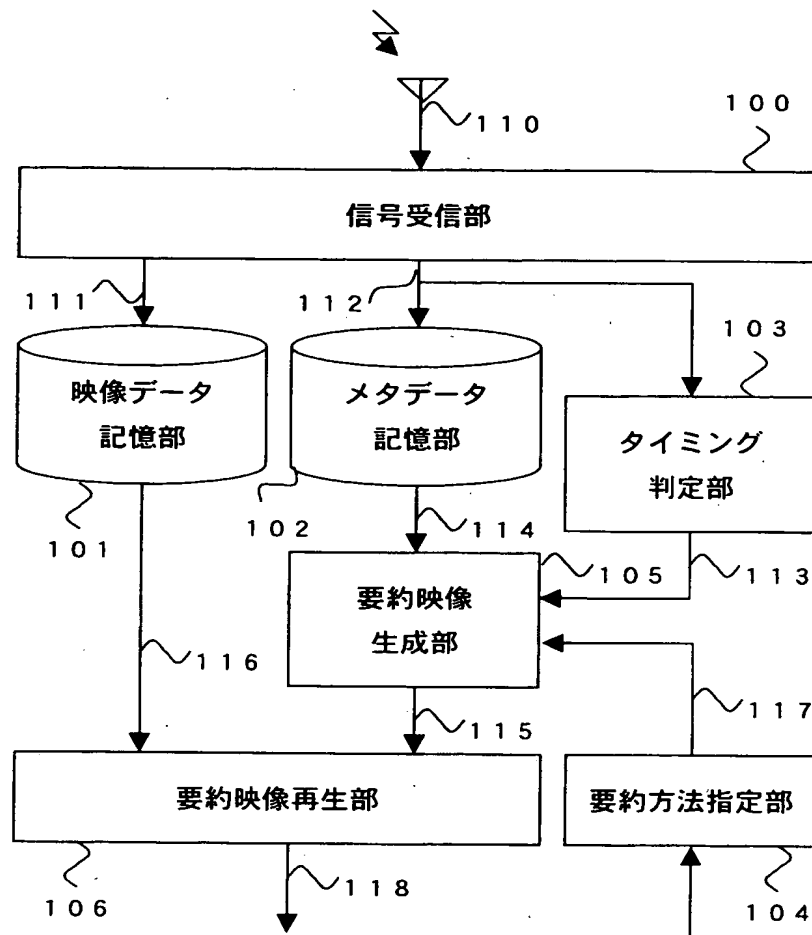 110
100
信号受信部
111
112
103
映像データ
記憶部
メタデータ
記憶部
タイミング
判定部
101
102
114
105
113
要約映像
生成部
116
115
117
要約映像再生部
要約方法指定部
106
118
104